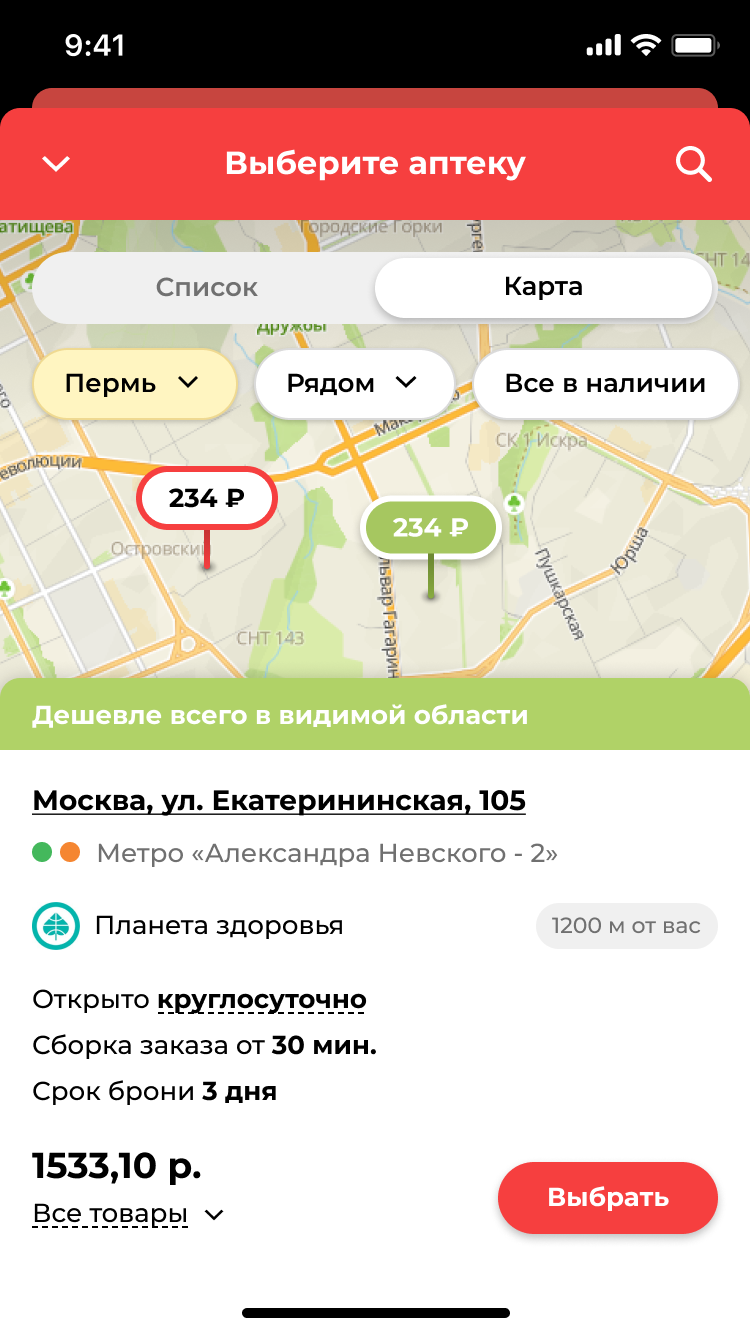 9:41
Выберите аптеку
атищева
Городские Горки
СНТ 14
Список
Карта
Дружбы
Пермь
Рядом
Все в наличии
СК 1 Искра
еволюции
234 ₽
234 ₽
Островский
Пушкарская
Юрша
львар Гагарин
СНТ 143
Дешевле всего в видимой области
Москва, ул. Екатерининская, 105
Метро «Александра Невского - 2»
Планета здоровья
1200 м от вас
Открыто круглосуточно
Сборка заказа от 30 мин.
Срок брони 3 дня
1533,10 р.
Все товары
Выбрать